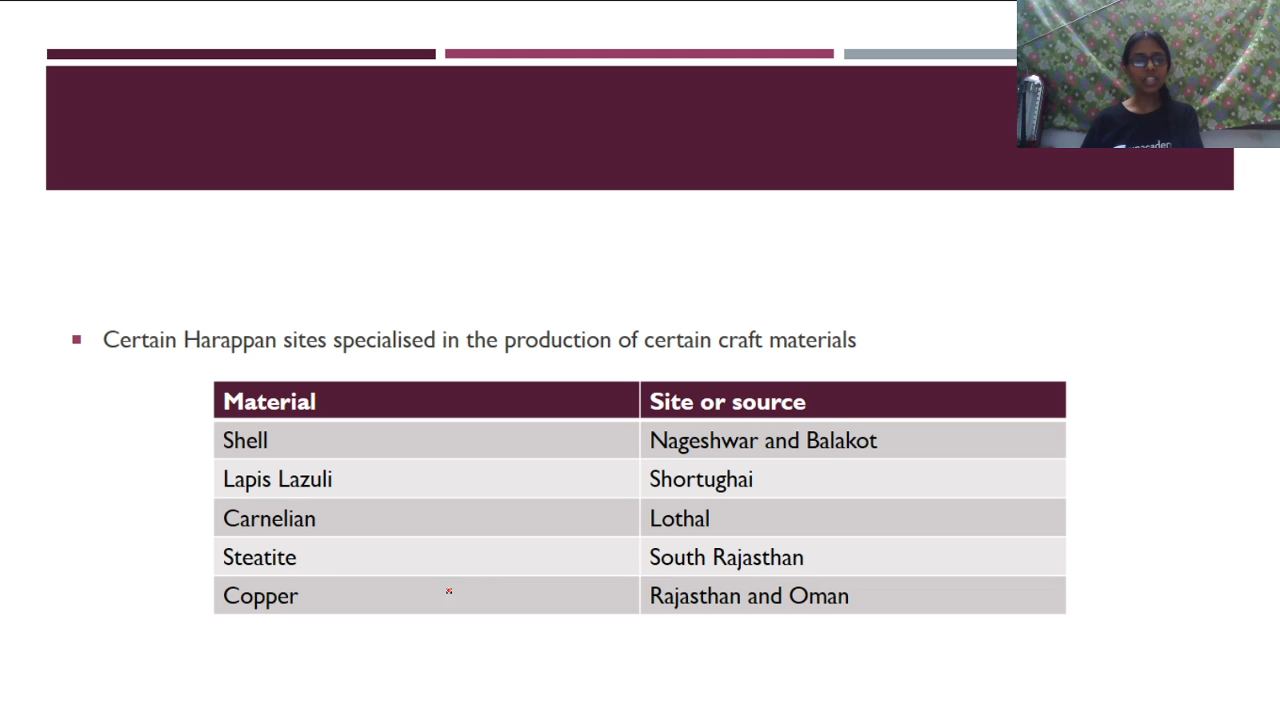 Certain Harappan sites specialised in the production of certain craft materials
Material Site or source
Shell Nageshwar and Balakot
Lapis Lazuli Shortughai
Carnelian Lothal
Steatite South Rajasthan
Copper Rajasthan and Oman